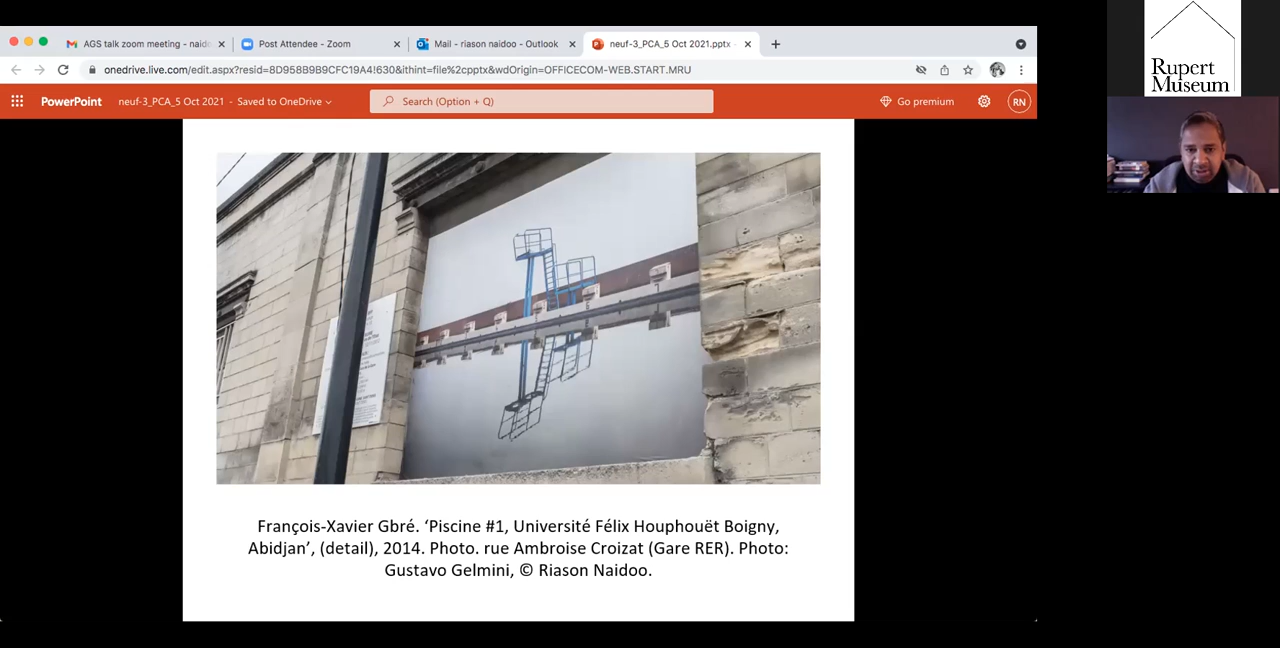 AGS talk zoom meeting - naid
Post Attendee - Zoom
Mail - riason naidoo - Outlook
neuf-3_PCA_5 Oct 2021.pptx -
onedrive.live.com/edit.aspx?resid=8D958B9B9CFC19A4!630&ithint=file%2cpptx&wdOrigin=OFFICECOM-WEB.START.MRU
PowerPoint
neuf-3_PCA_5 Oct 2021 - Saved to OneDrive
Search (Option + Q)
Go premium
RN
Rupert
Museum
François-Xavier Gbré. ‘Piscine #1, Université Félix Houphouët Boigny,
Abidjan’, (detail), 2014. Photo. rue Ambroise Croizat (Gare RER). Photo:
Gustavo Gelmini, © Riason Naidoo.